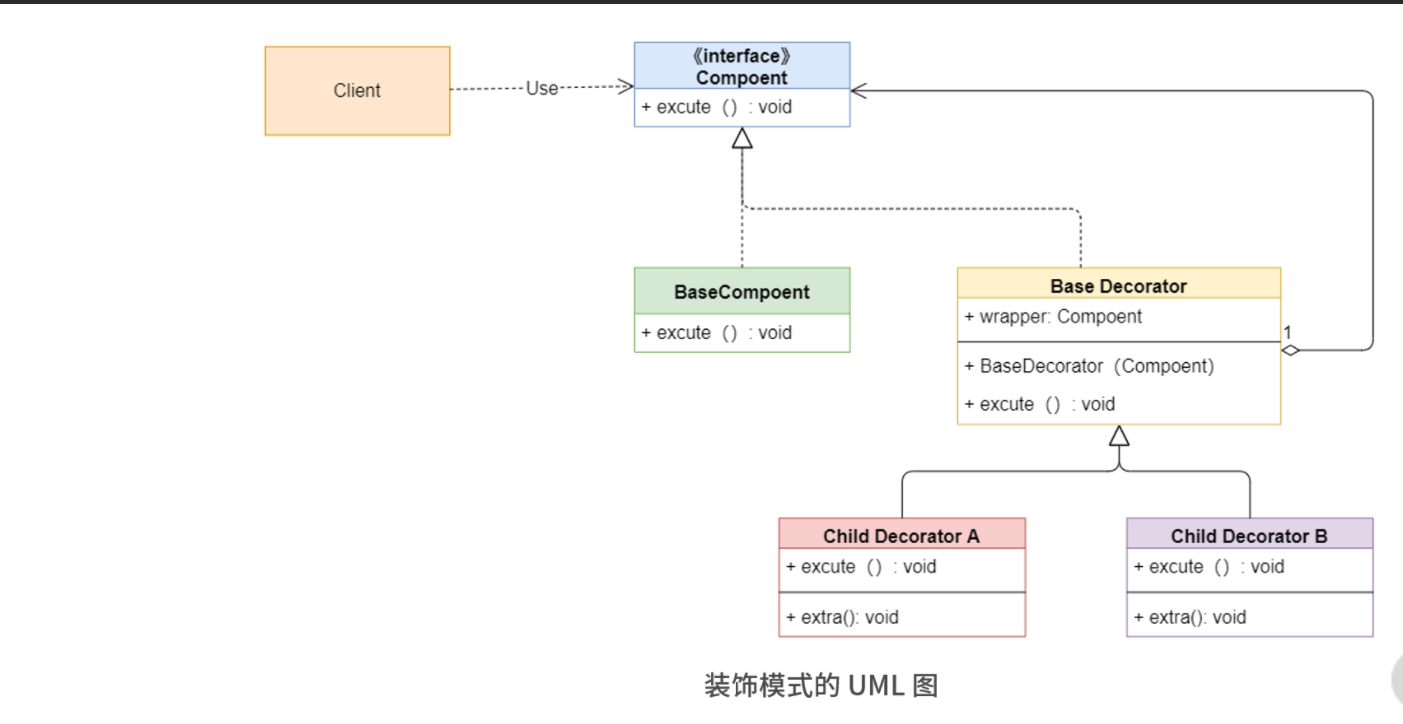 Client
Use
《interface》
Compoent
+ excute () : void
BaseCompoent
+ excute () : void
Base Decorator
+ wrapper: Compoent
1
+ BaseDecorator (Compoent)
+ excute () : void
Child Decorator A
+ excute () : void
+ extra(): void
Child Decorator B
+ excute () : void
+ extra(): void
装饰模式的 UML 图